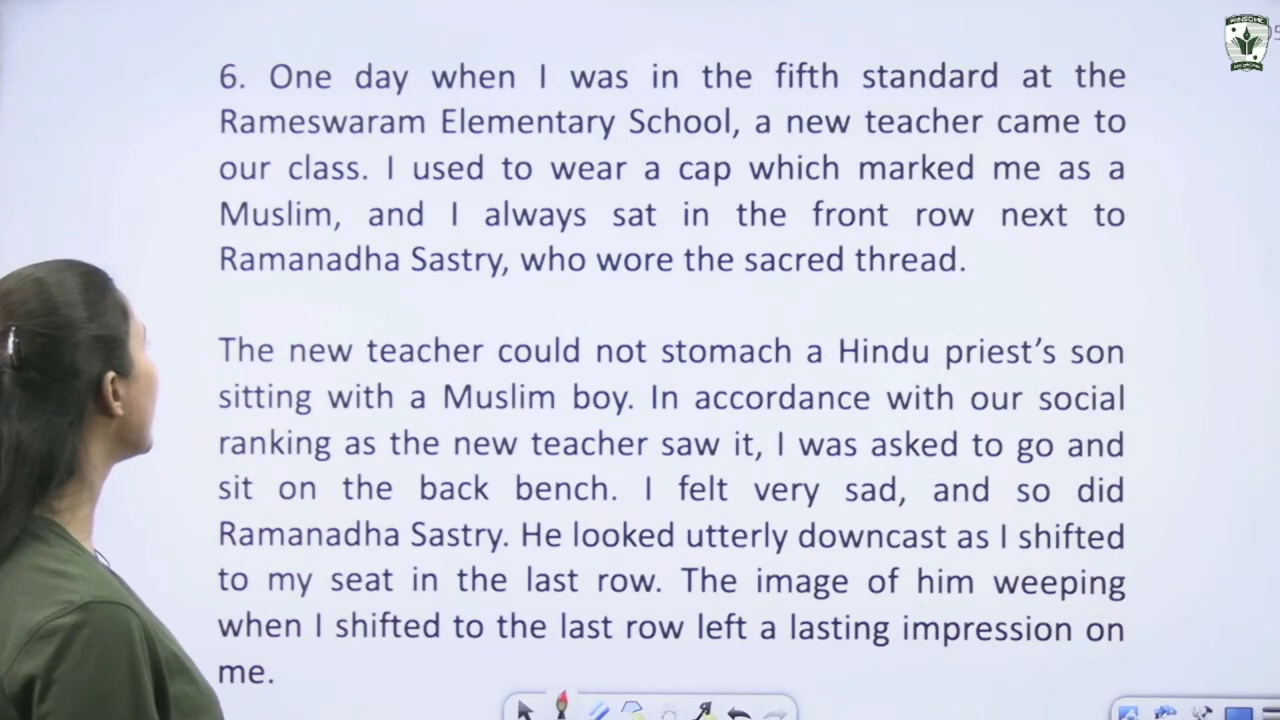 6. One day when I was in the fifth standard at the
Rameswaram Elementary School, a new teacher came to
our class. I used to wear a cap which marked me as a
Muslim, and I always sat in the front row next to
Ramanadha Sastry, who wore the sacred thread.
The new teacher could not stomach a Hindu priest’s son
sitting with a Muslim boy. In accordance with our social
ranking as the new teacher saw it, I was asked to go and
sit on the back bench. I felt very sad, and so did
Ramanadha Sastry. He looked utterly downcast as I shifted
to my seat in the last row. The image of him weeping
when I shifted to the last row left a lasting impression on
me.
WINSOME